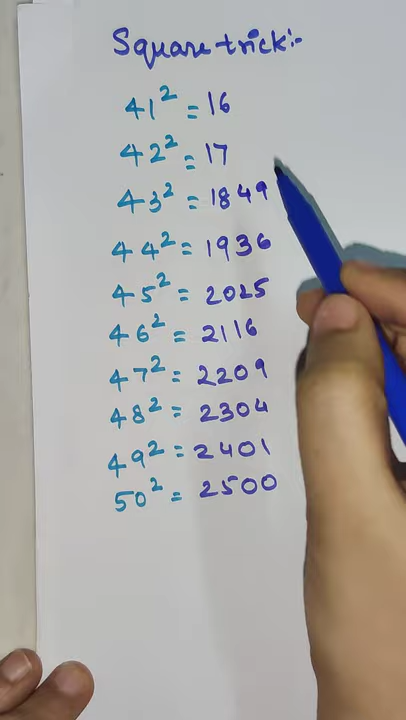 Square trick:-
41² = 16
42² = 17
43² = 1849
44² = 1936
45² = 2025
46² = 2116
47² = 2209
48² = 2304
49² = 2401
50² = 2500